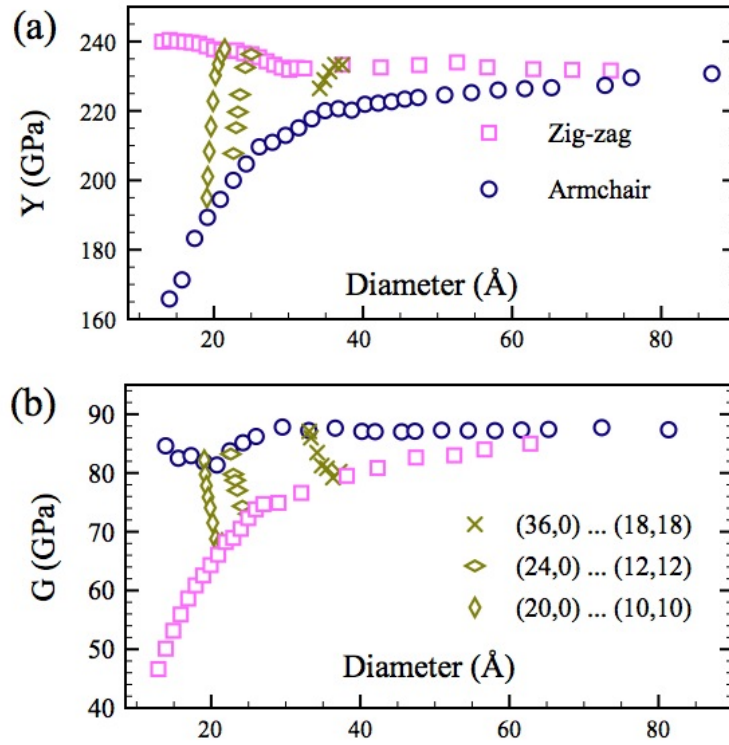 (a)
240
220
200
180
160
Y (GPa)
Zig-zag
Armchair
Diameter (Å)
20
40
60
80
(b)
90
80
70
60
50
40
G (GPa)
(36,0) ... (18,18)
(24,0) ... (12,12)
(20,0) ... (10,10)
Diameter (Å)
20
40
60
80